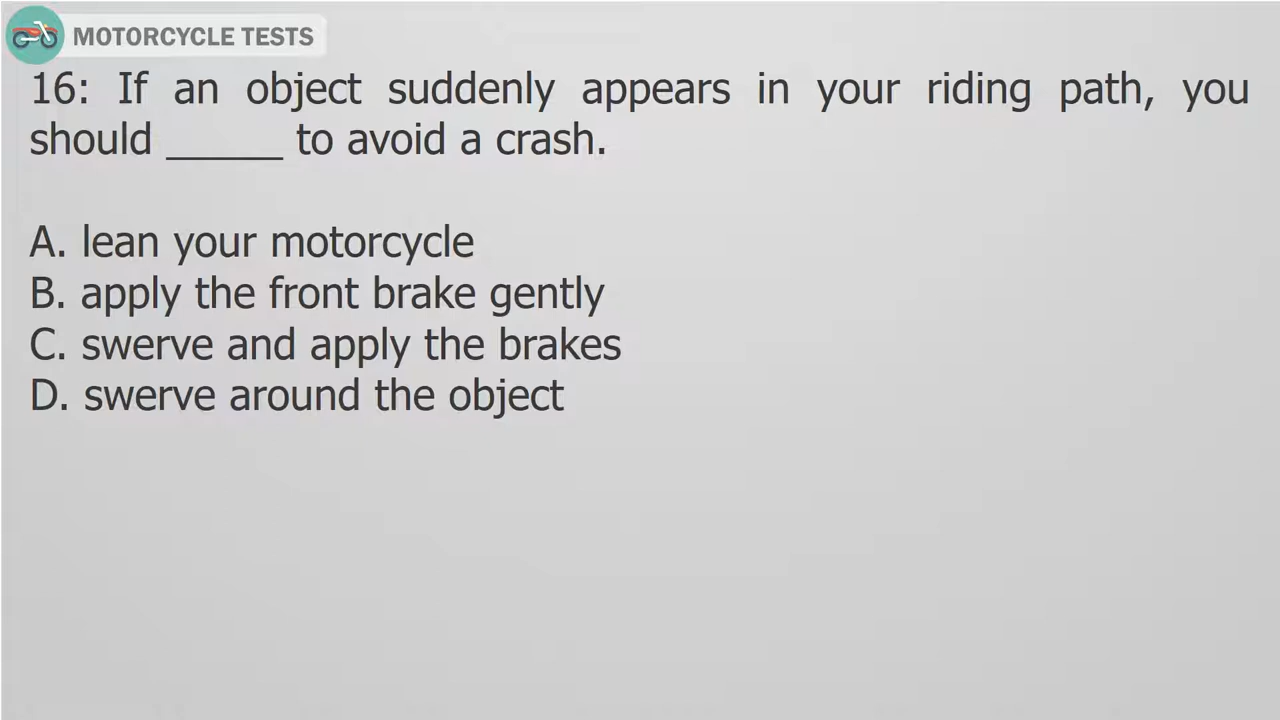 MOTORCYCLE TESTS
16: If an object suddenly appears in your riding path, you
should _____ to avoid a crash.
A. lean your motorcycle
B. apply the front brake gently
C. swerve and apply the brakes
D. swerve around the object